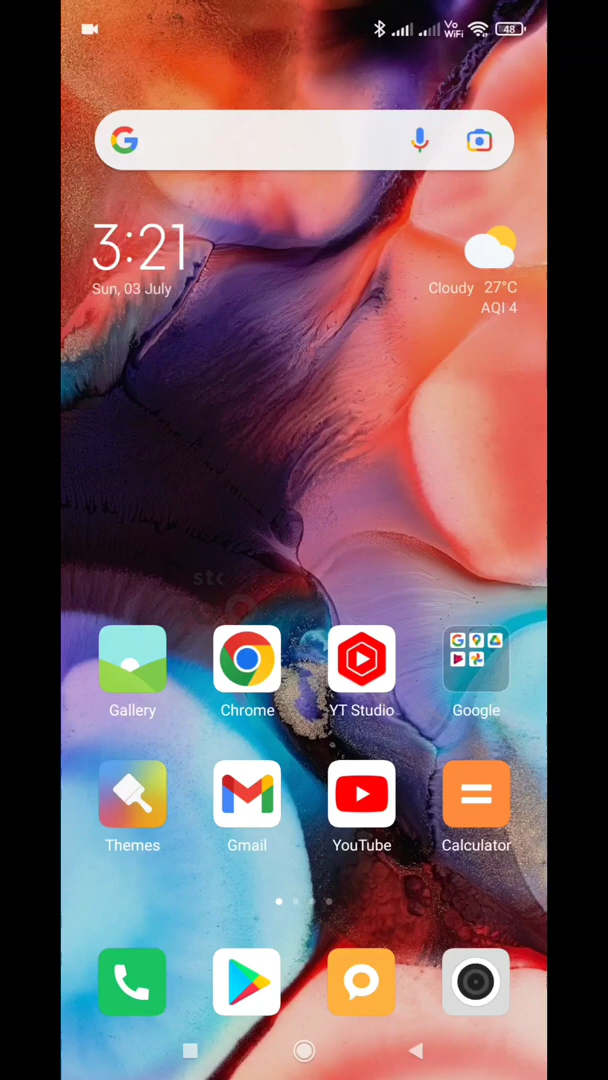 Vo
WiFi
48
3:21
Sun, 03 July
Cloudy 27°C
AQI 4
stc
Gallery
Chrome
YT Studio
Google
Themes
Gmail
YouTube
Calculator